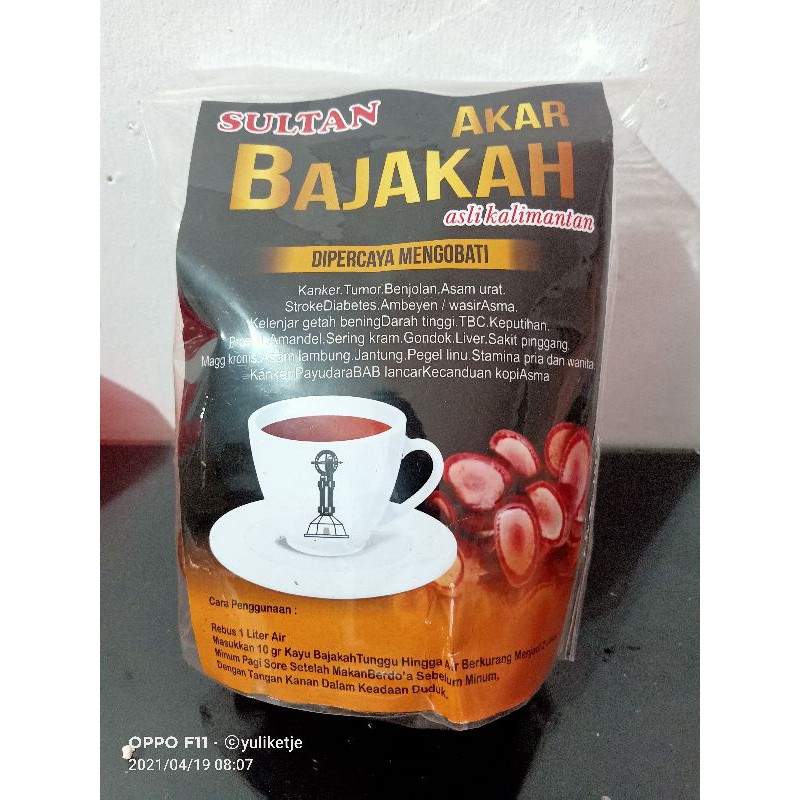 SULTAN
AKAR
BAJAKAH
asli kalimantan
DIPERCAYA MENGOBATI
Kanker.Tumor.Benjolan.Asam urat.
StrokeDiabetes.Ambeyen / wasirAsma.
Kelenjar getah beningDarah tinggi.TBC.Keputihan.
Amandel.Sering kram.Gondok.Liver.Sakit pinggang.
Magg kronis.Asam lambung.Jantung.Pegel linu.Stamina pria dan wanita.
Kanker PayudaraBAB lancarKecanduan kopiAsma
Cara Penggunaan :
Rebus 1 Liter Air
Masukkan 10 gr Kayu BajakahTunggu Hingga Air Berkurang Menjadi
Minum Pagi Sore Setelah MakanBerdo'a Sebelum Minum,
Dengan Tangan Kanan Dalam Keadaan Duduk.
OPPO F11 · ©yuliketje
2021/04/19 08:07